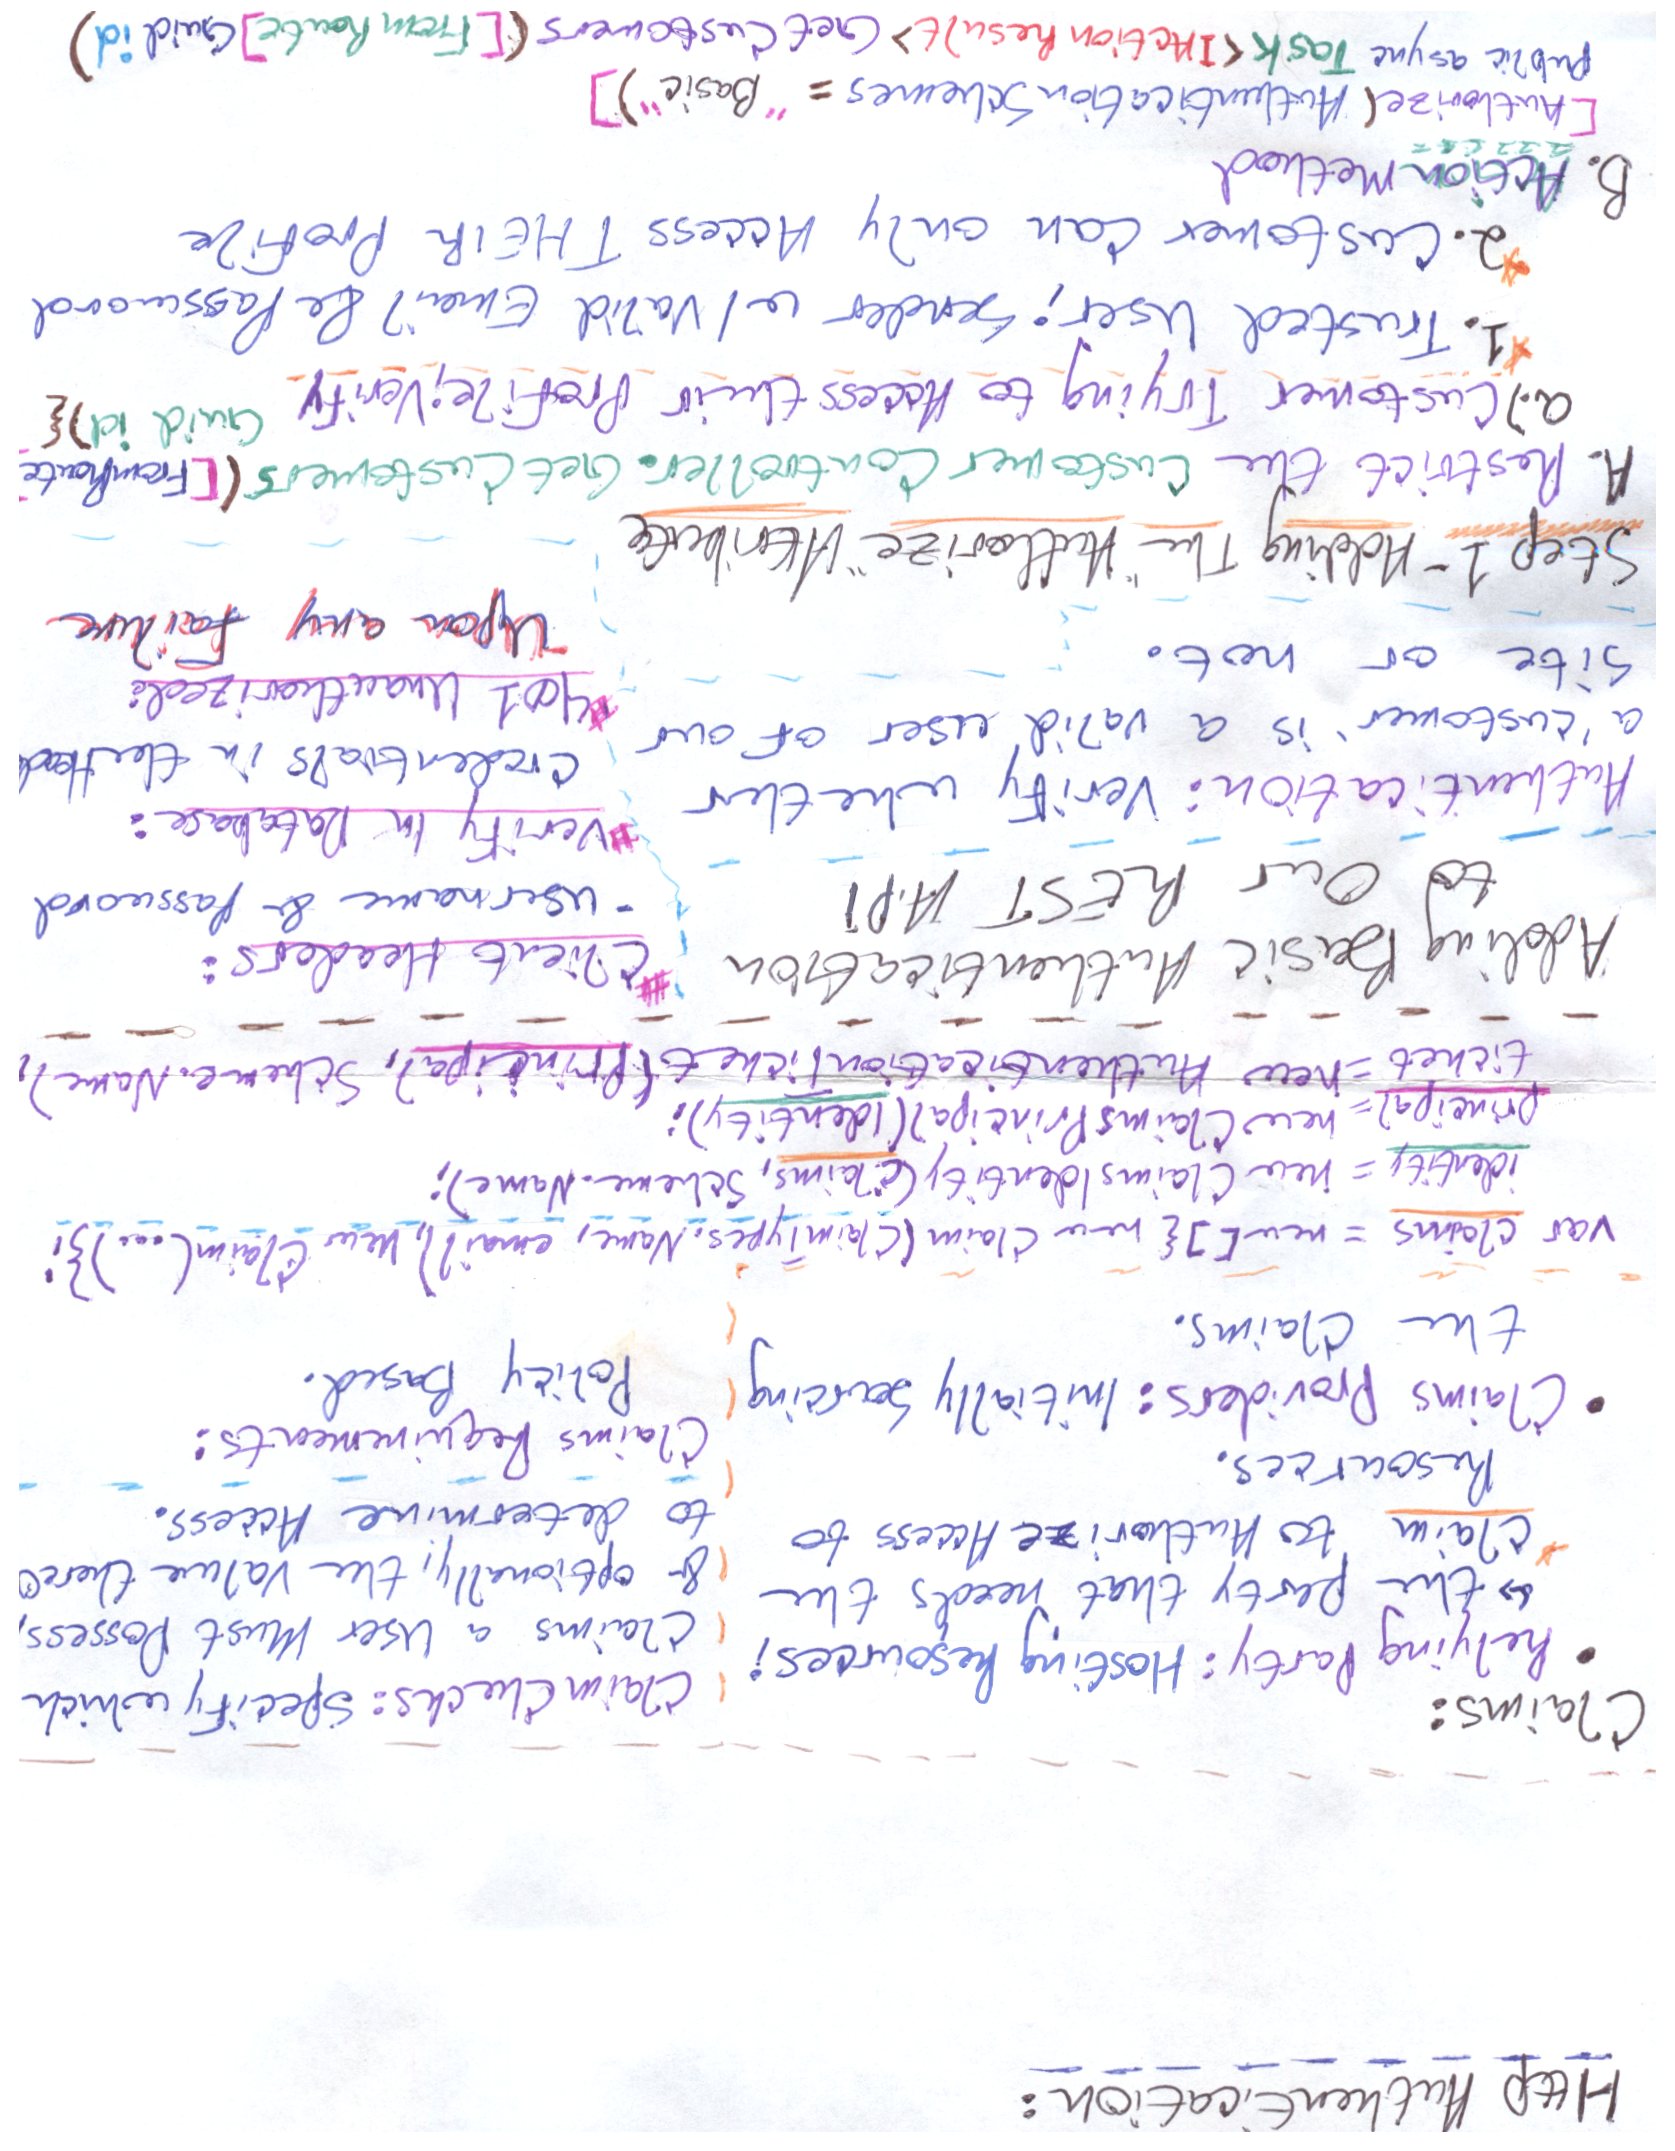 Http Authentication:
Claims:
• Relying Party: Hosting Resources;
↳ the party that needs the
* Claim to Authorize Access to
Resources.
• Claims Providers: Initially Sourcing
the Claims.
Claim Checks: Specify which
Claims a User Must Possess,
& optionally, the Value thereo
to determine Access.
Claims Requirements:
Policy Based.
var claims = new[]{ new Claim(ClaimTypes.Name, email), new Claim(...)};
identity = new ClaimsIdentity(claims, Scheme.Name);
principal = new ClaimsPrincipal(Identity);
ticket = new AuthenticationTicket(Principal, Scheme.Name),
Adding Basic Authentication
to Our REST API
Authentication: Verify whether
a 'customer' is a valid user of our
Site or not.
# Client Headers:
- username & Password
# Verify In Database:
Credentials in the Head
# 401 Unauthorized:
Upon any Failure
Step 1 - Adding The "Authorize" Attribute
A. Restrict the CustomerController.GetCustomers([FromRoute]
Guid id){
a.) Customer Trying to Access their Profile; Verify
*1. Trusted User; Sender w/ Valid Email & Password
*2. Customer Can only Access THEIR Profile
B. Action Method
[Authorize(AuthenticationSchemes = "Basic")]
public async Task<IActionResult> GetCustomers([FromRoute]Guid id)